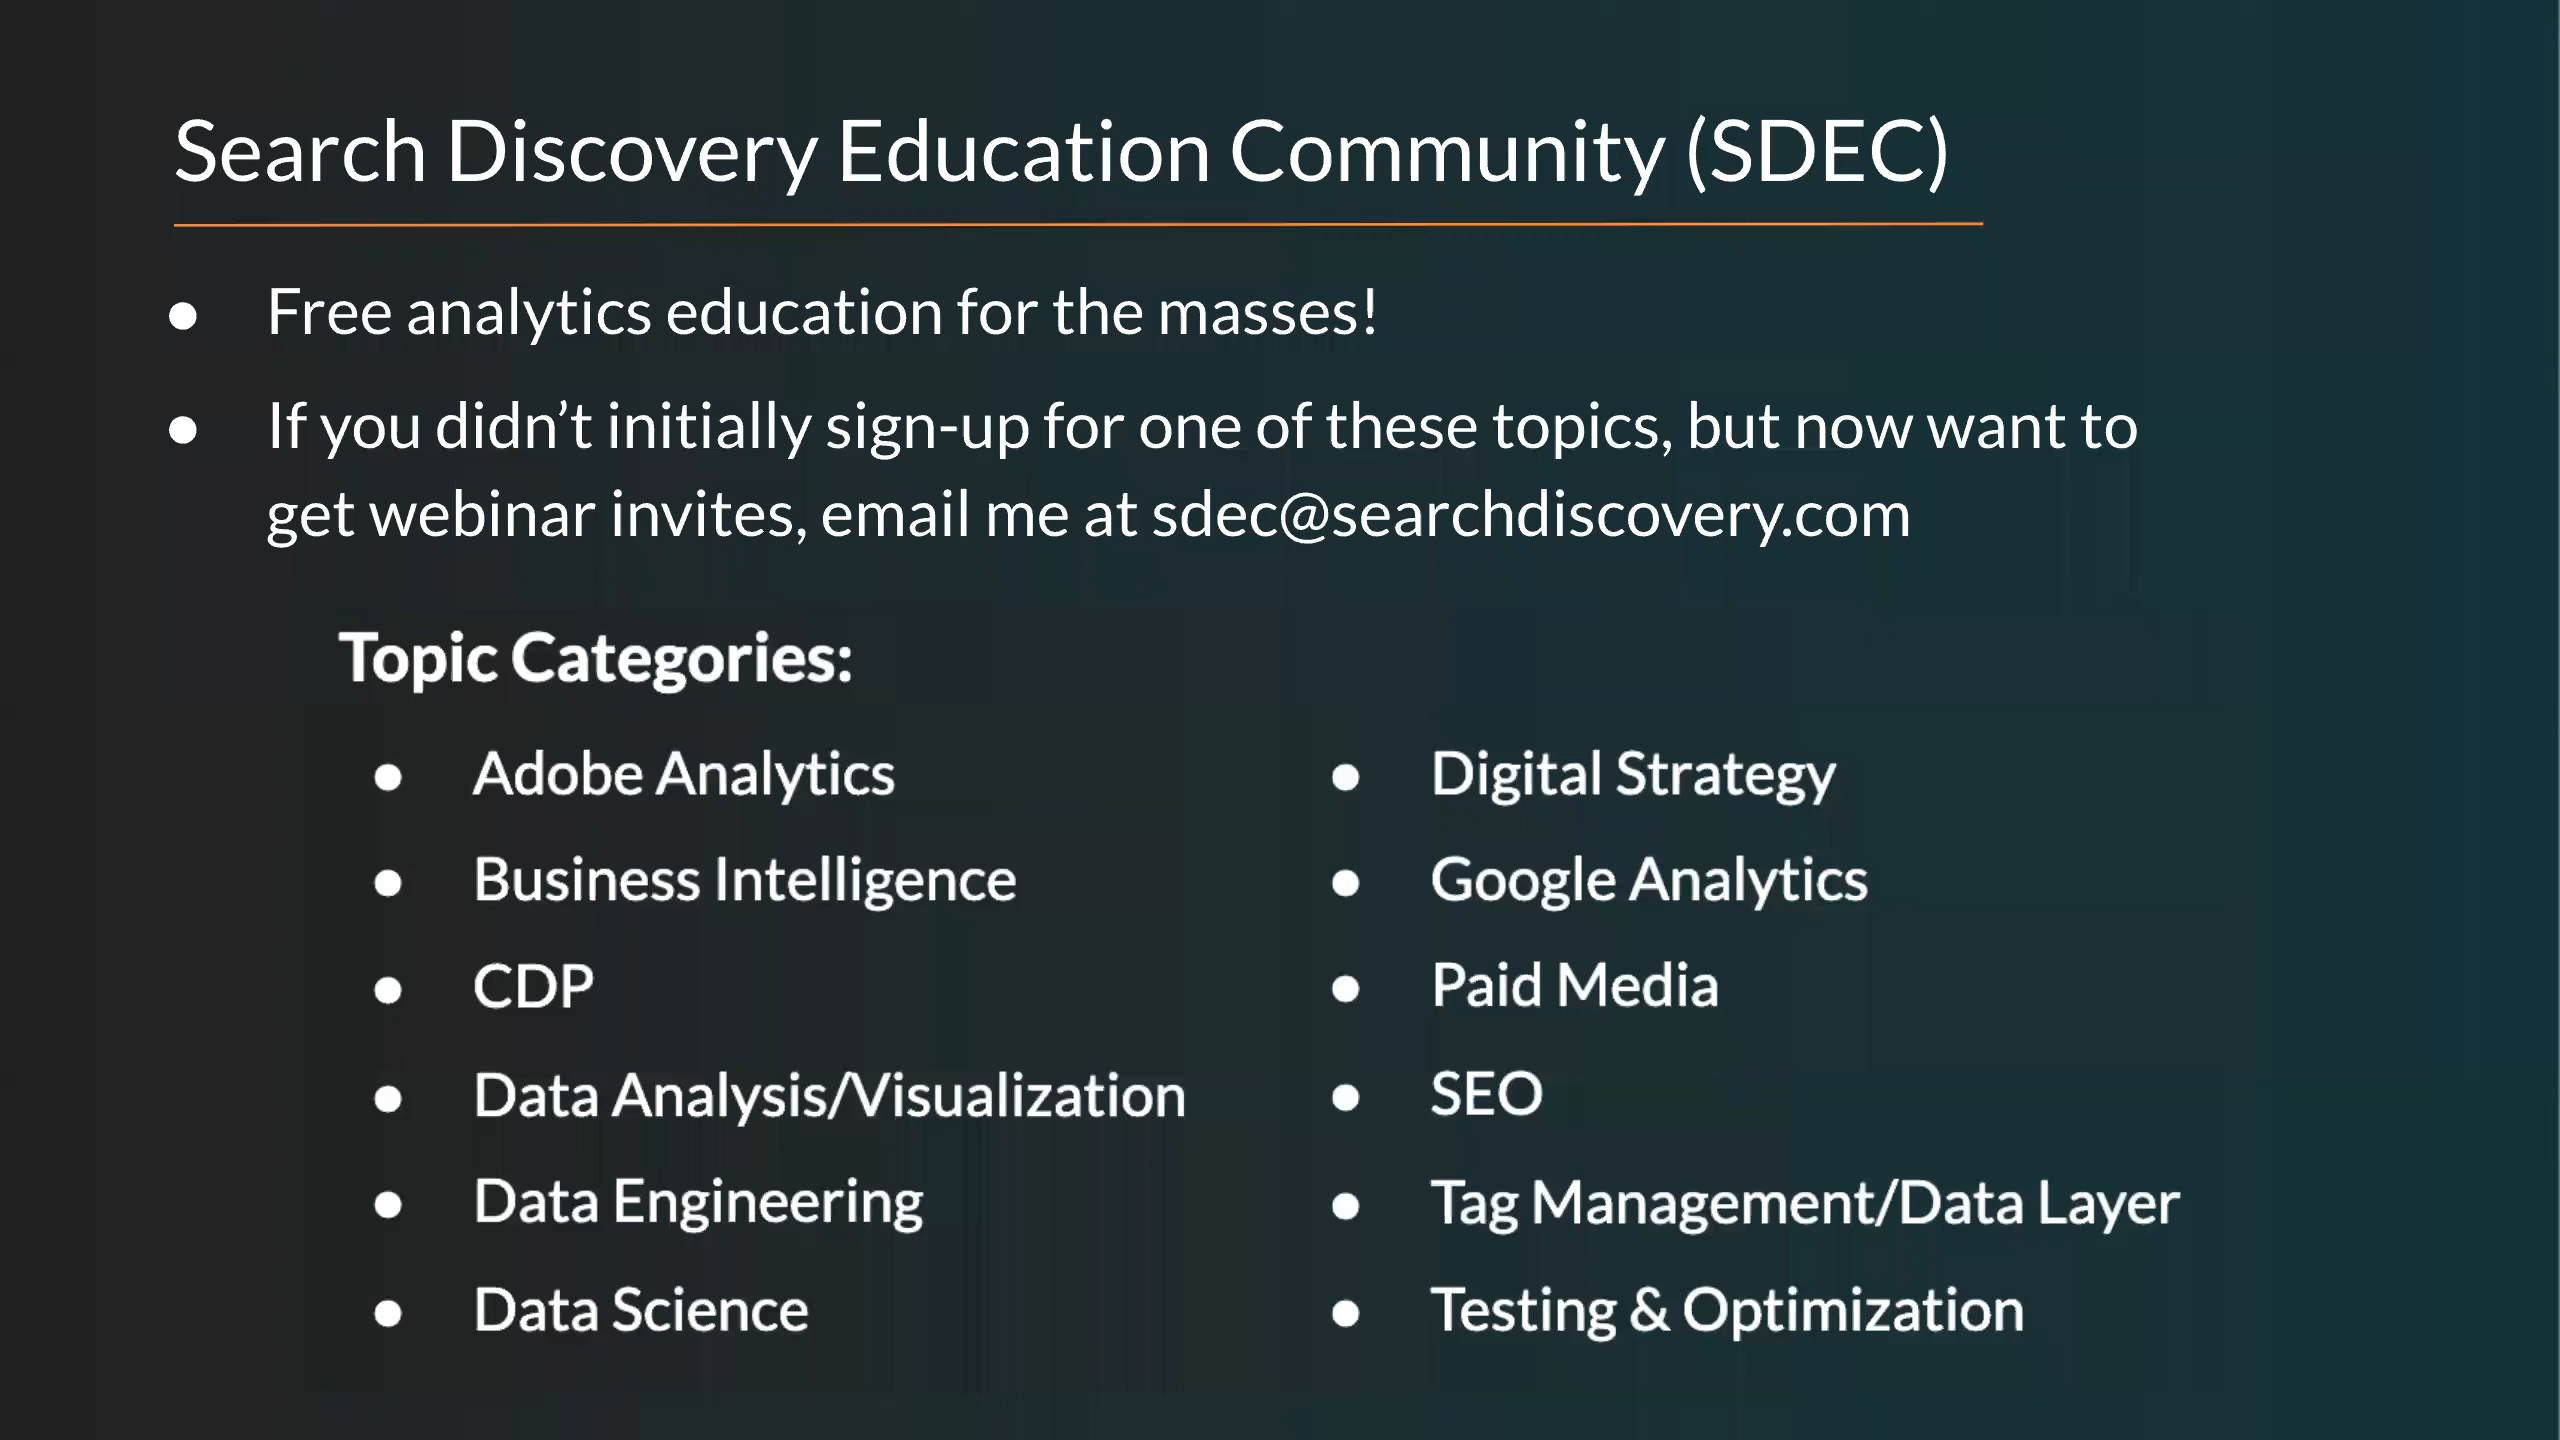 Search Discovery Education Community (SDEC)
● Free analytics education for the masses!
● If you didn’t initially sign-up for one of these topics, but now want to
get webinar invites, email me at sdec@searchdiscovery.com
Topic Categories:
● Adobe Analytics
● Business Intelligence
● CDP
● Data Analysis/Visualization
● Data Engineering
● Data Science
● Digital Strategy
● Google Analytics
● Paid Media
● SEO
● Tag Management/Data Layer
● Testing & Optimization